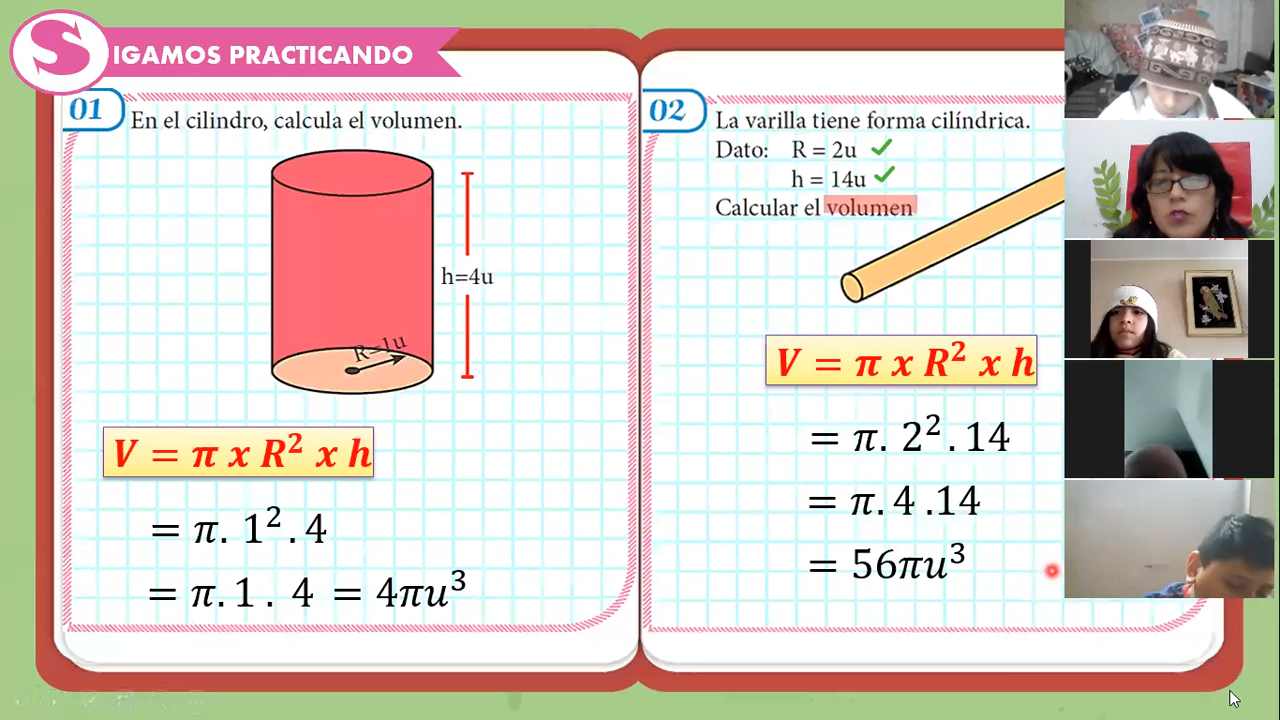 SIGAMOS PRACTICANDO
01
En el cilindro, calcula el volumen.
h=4u
R=1u
V = π x R² x h
= π. 1² . 4
= π. 1 . 4 = 4πu³
02
La varilla tiene forma cilíndrica.
Dato: R = 2u ✓
h = 14u ✓
Calcular el volumen
V = π x R² x h
= π. 2² . 14
= π. 4 .14
= 56πu³